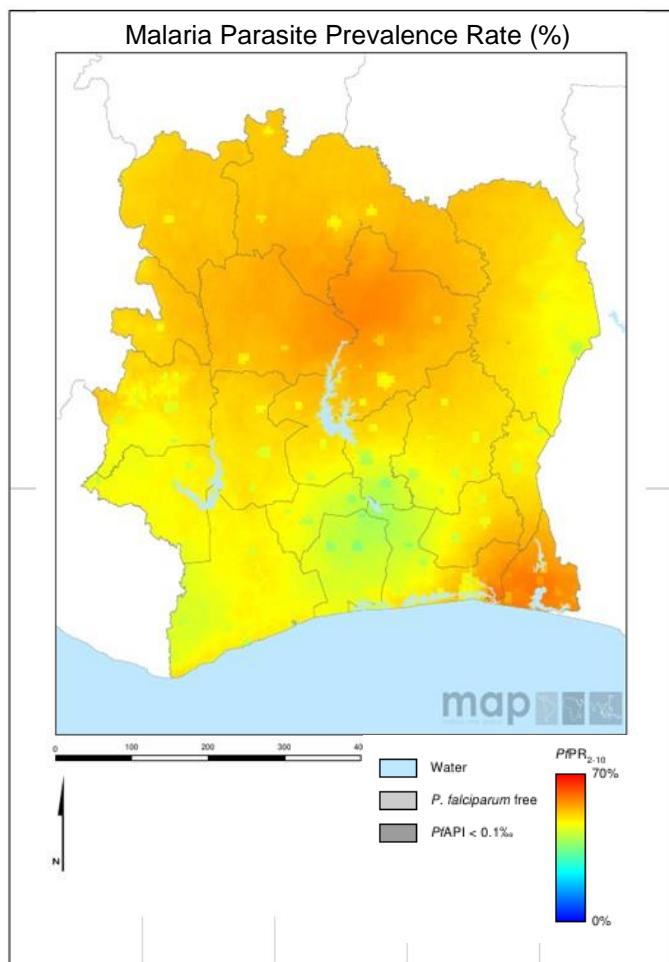 Malaria Parasite Prevalence Rate (%)
map
0 100 200 300 40
Water
P. falciparum free
PfAPI < 0.1‰
PfPR2-10
70%
0%
N